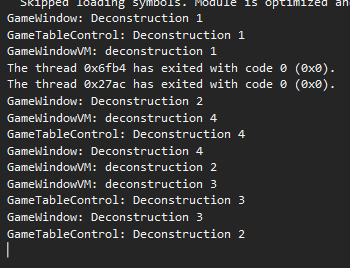 Skipped loading symbols. Module is optimized an
GameWindow: Deconstruction 1
GameTableControl: Deconstruction 1
GameWindowVM: deconstruction 1
The thread 0x6fb4 has exited with code 0 (0x0).
The thread 0x27ac has exited with code 0 (0x0).
GameWindow: Deconstruction 2
GameWindowVM: deconstruction 4
GameTableControl: Deconstruction 4
GameWindow: Deconstruction 4
GameWindowVM: deconstruction 2
GameWindowVM: deconstruction 3
GameTableControl: Deconstruction 3
GameWindow: Deconstruction 3
GameTableControl: Deconstruction 2